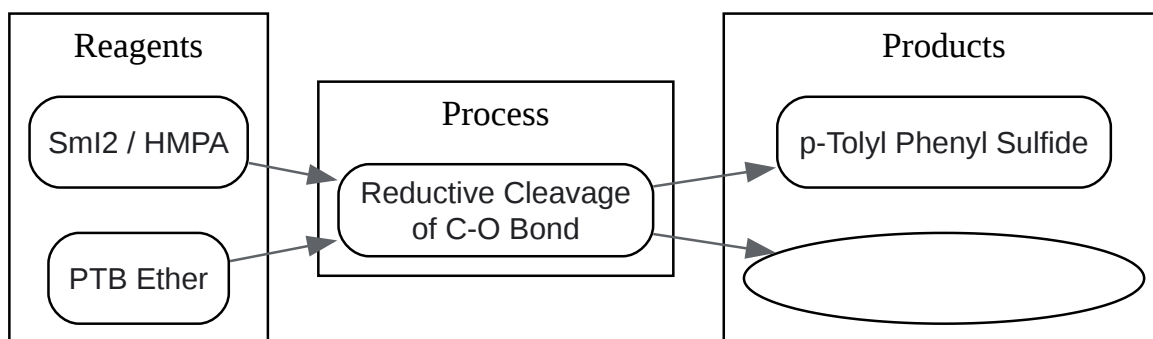 Reagents
SmI2 / HMPA
PTB Ether
Process
Reductive Cleavage
of C-O Bond
Products
p-Tolyl Phenyl Sulfide